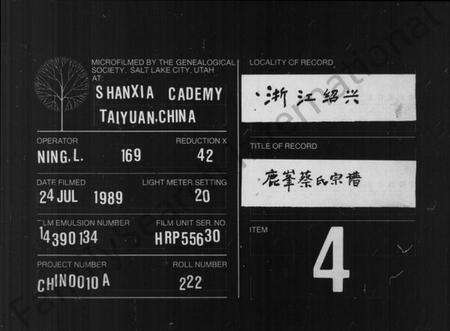 MICROFILMED BY THE GENEALOGICAL
SOCIETY, SALT LAKE CITY, UTAH
AT:
SHANXIA CADEMY
TAIYUAN.CHINA
OPERATOR REDUCTION X
NING.L. 169 42
DATE FILMED LIGHT METER SETTING
24 JUL 1989 20
FILM EMULSION NUMBER FILM UNIT SER. NO.
14390134 HRP55630
PROJECT NUMBER ROLL NUMBER
CHIN0010A 222
LOCALITY OF RECORD
浙江绍兴
TITLE OF RECORD
鹿峯蔡氏宗谱
ITEM
4